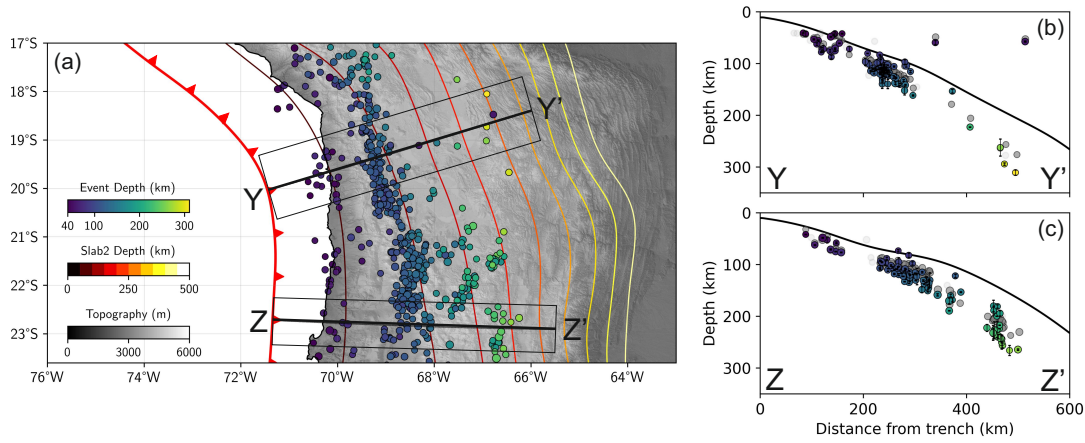 (a)
17°S
18°S
19°S
20°S
21°S
22°S
23°S
76°W
74°W
72°W
70°W
68°W
66°W
64°W
Y
Y'
Z
Z'
Event Depth (km)
40 100 200 300
Slab2 Depth (km)
0 250 500
Topography (m)
0 3000 6000
(b)
Depth (km)
0
100
200
300
Y
Y'
(c)
Depth (km)
0
100
200
300
Z
Z'
0 200 400 600
Distance from trench (km)